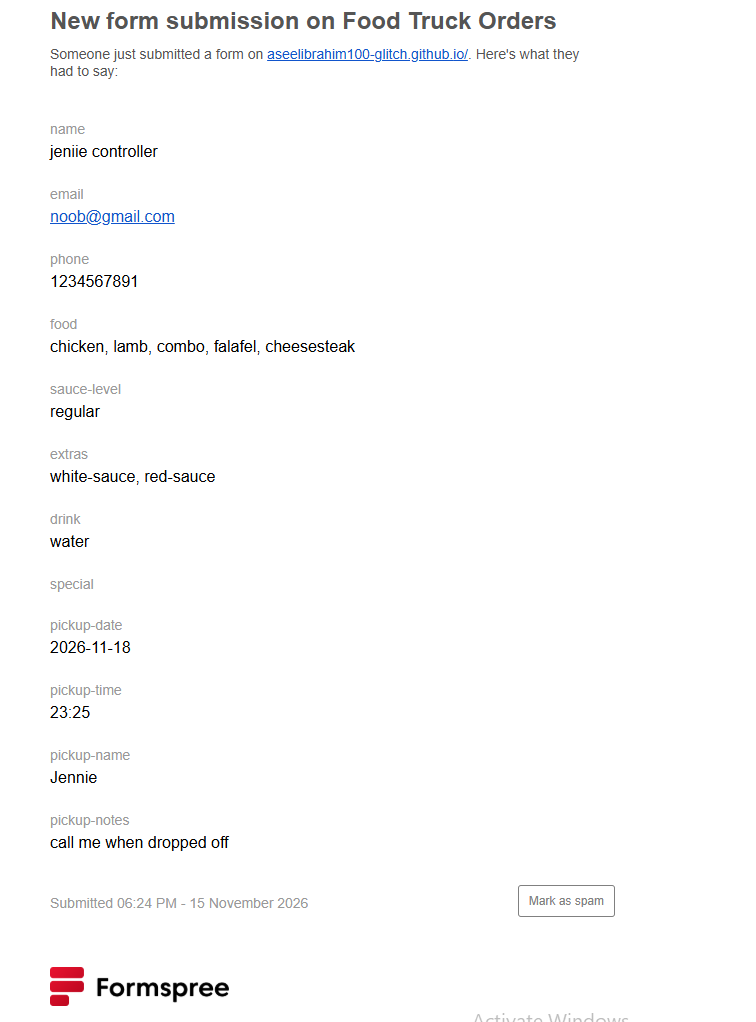 New form submission on Food Truck Orders
Someone just submitted a form on aseelibrahim100-glitch.github.io/. Here's what they
had to say:
name
jeniie controller
email
noob@gmail.com
phone
1234567891
food
chicken, lamb, combo, falafel, cheesesteak
sauce-level
regular
extras
white-sauce, red-sauce
drink
water
special
pickup-date
2026-11-18
pickup-time
23:25
pickup-name
Jennie
pickup-notes
call me when dropped off
Submitted 06:24 PM - 15 November 2026
Mark as spam
Formspree
Activate Windows